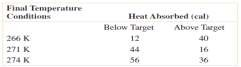 Final Temperature
Conditions Heat Absorbed (cal)
Below Target Above Target
266 K 12 40
271 K 44 16
274 K 56 36